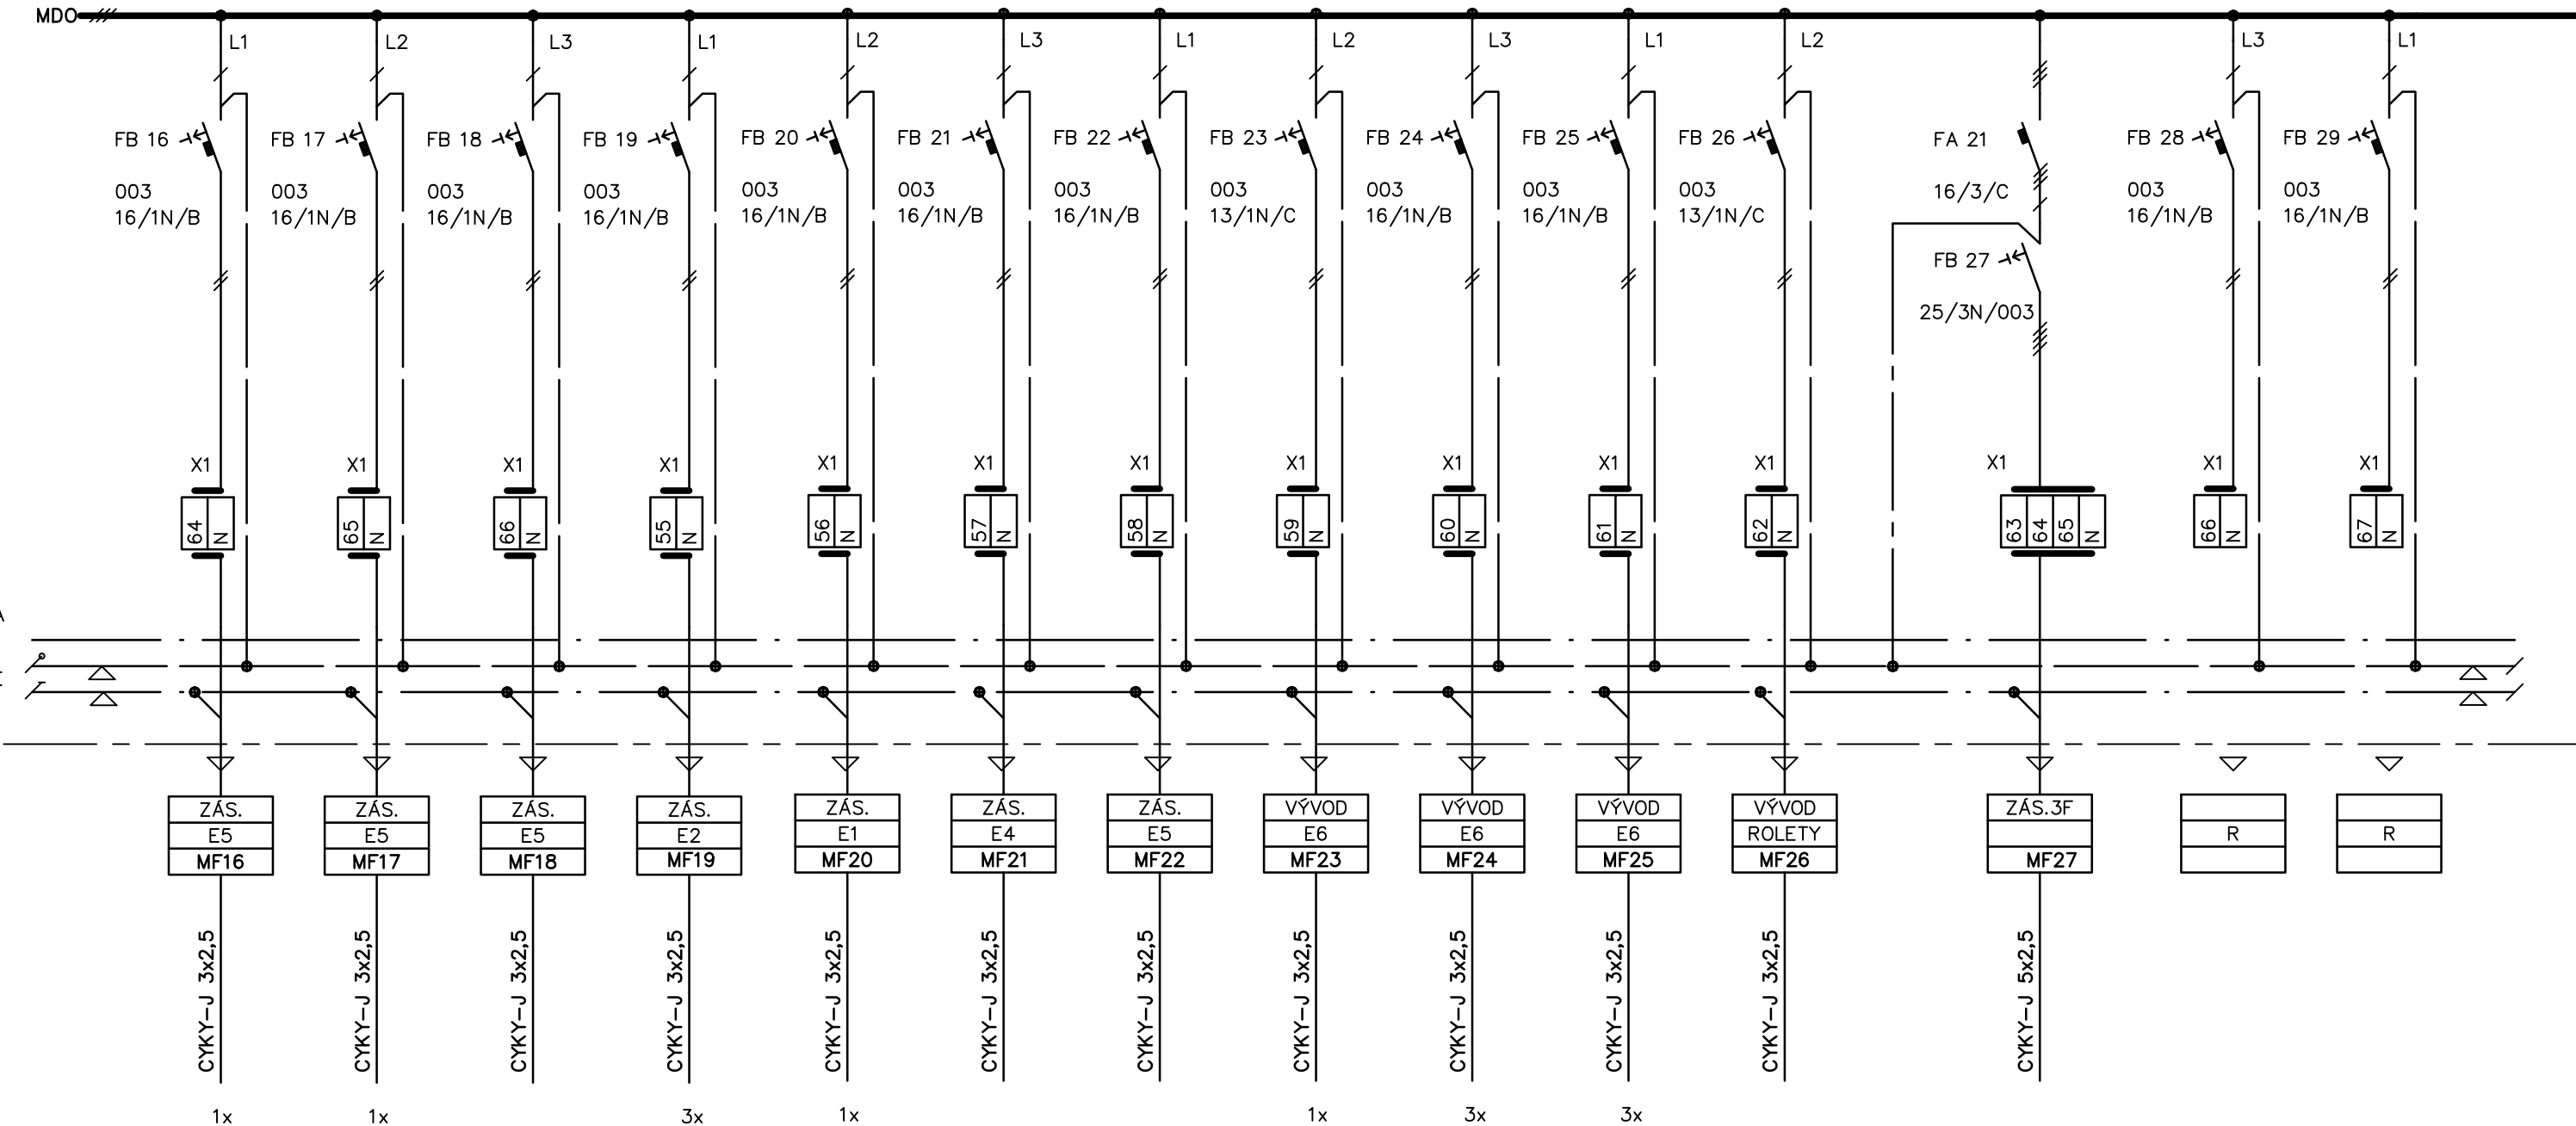 MDO
L1 L2 L3 L1 L2 L3 L1 L2 L3 L1 L2 L3 L1
FB 16 FB 17 FB 18 FB 19 FB 20 FB 21 FB 22 FB 23 FB 24 FB 25 FB 26 FA 21 FB 28 FB 29
003 003 003 003 003 003 003 003 003 003 003 16/3/C 003 003
16/1N/B 16/1N/B 16/1N/B 16/1N/B 16/1N/B 16/1N/B 16/1N/B 13/1N/C 16/1N/B 16/1N/B 13/1N/C 16/1N/B 16/1N/B
FB 27
25/3N/003
X1 X1 X1 X1 X1 X1 X1 X1 X1 X1 X1 X1 X1 X1
64 N 65 N 66 N 55 N 56 N 57 N 58 N 59 N 60 N 61 N 62 N 63 64 65 N 66 N 67 N
ZÁS. ZÁS. ZÁS. ZÁS. ZÁS. ZÁS. ZÁS. VÝVOD VÝVOD VÝVOD VÝVOD ZÁS.3F
E5 E5 E5 E2 E1 E4 E5 E6 E6 E6 ROLETY R R
MF16 MF17 MF18 MF19 MF20 MF21 MF22 MF23 MF24 MF25 MF26 MF27
CYKY-J 3x2,5 CYKY-J 3x2,5 CYKY-J 3x2,5 CYKY-J 3x2,5 CYKY-J 3x2,5 CYKY-J 3x2,5 CYKY-J 3x2,5 CYKY-J 3x2,5 CYKY-J 3x2,5 CYKY-J 3x2,5 CYKY-J 3x2,5 CYKY-J 5x2,5
1x 1x 3x 1x 1x 3x 3x